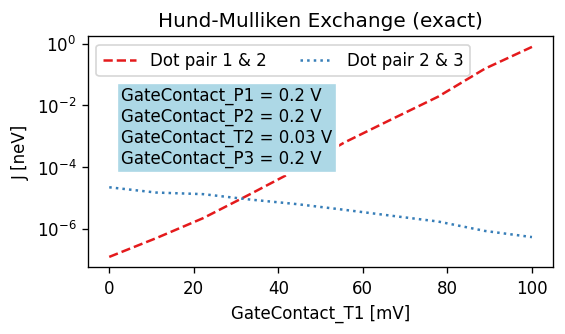 Hund-Mulliken Exchange (exact)
10^0
10^-2
10^-4
10^-6
J [neV]
Dot pair 1 & 2
Dot pair 2 & 3
GateContact_P1 = 0.2 V
GateContact_P2 = 0.2 V
GateContact_T2 = 0.03 V
GateContact_P3 = 0.2 V
0 20 40 60 80 100
GateContact_T1 [mV]